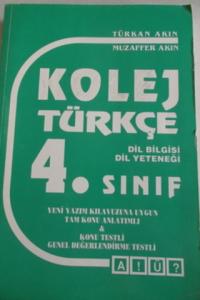 TÜRKAN AKIN
MUZAFFER AKIN
KOLEJ
TÜRKÇE
DİL BİLGİSİ
DİL YETENEĞİ
4. SINIF
YENİ YAZIM KILAVUZUNA UYGUN
TAM KONU ANLATIMLI
&
KONU TESTLİ
GENEL DEĞERLENDİRME TESTLİ
A ! Ü ?